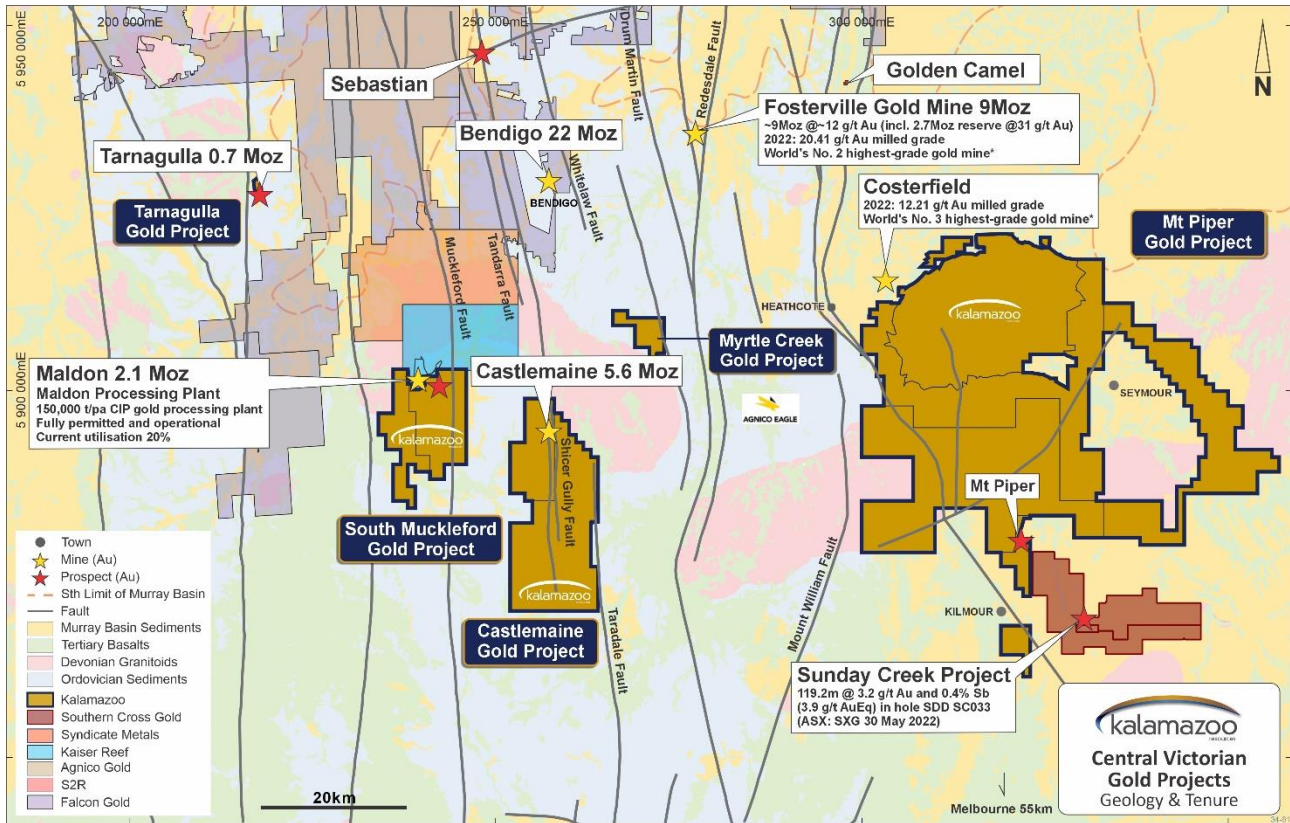 200 000mE
250 000mE
300 000mE
5 950 000mE
5 900 000mE
N
Sebastian
Golden Camel
Drum Martin Fault
Redesdale Fault
Fosterville Gold Mine 9Moz
~9Moz @~12 g/t Au (incl. 2.7Moz reserve @31 g/t Au)
2022: 20.41 g/t Au milled grade
World's No. 2 highest-grade gold mine*
Bendigo 22 Moz
BENDIGO
Whitelaw Fault
Tarnagulla 0.7 Moz
Tarnagulla
Gold Project
Costerfield
2022: 12.21 g/t Au milled grade
World's No. 3 highest-grade gold mine*
Mt Piper
Gold Project
Muckleford Fault
Tandarra Fault
HEATHCOTE
kalamazoo
Myrtle Creek
Gold Project
Maldon 2.1 Moz
Maldon Processing Plant
150,000 t/pa CIP gold processing plant
Fully permitted and operational
Current utilisation 20%
Castlemaine 5.6 Moz
SEYMOUR
AGNICO EAGLE
kalamazoo
Shicer Gully Fault
Mt Piper
South Muckleford
Gold Project
kalamazoo
Castlemaine
Gold Project
Taradale Fault
Mount William Fault
KILMOUR
Sunday Creek Project
119.2m @ 3.2 g/t Au and 0.4% Sb
(3.9 g/t AuEq) in hole SDD SC033
(ASX: SXG 30 May 2022)
Town
Mine (Au)
Prospect (Au)
Sth Limit of Murray Basin
Fault
Murray Basin Sediments
Tertiary Basalts
Devonian Granitoids
Ordovician Sediments
Kalamazoo
Southern Cross Gold
Syndicate Metals
Kaiser Reef
Agnico Gold
S2R
Falcon Gold
20km
Melbourne 55km
kalamazoo
RESOURCES
Central Victorian
Gold Projects
Geology & Tenure